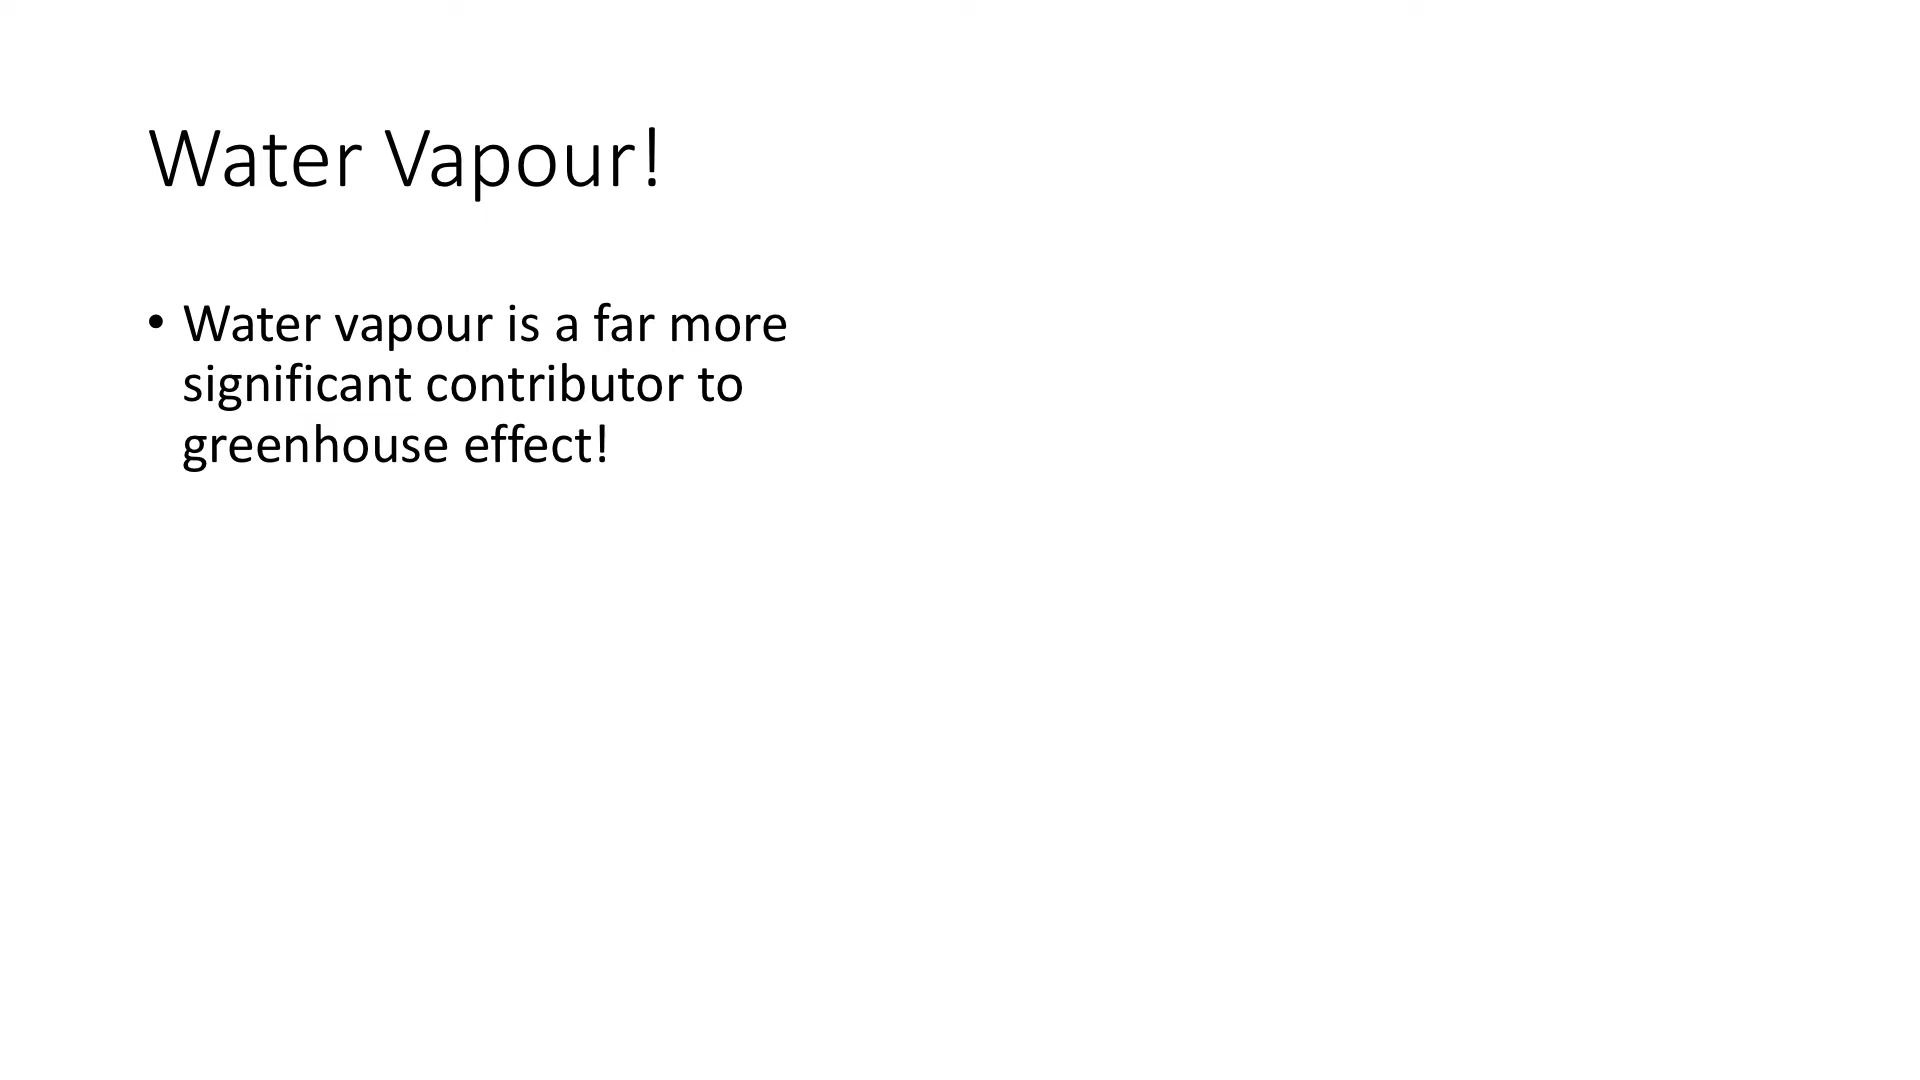 Water Vapour!
• Water vapour is a far more
significant contributor to
greenhouse effect!